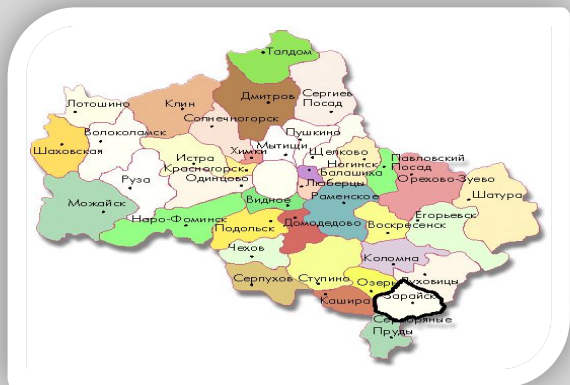 Талдом
Сергиев
Посад
Дмитров
Лотошино
Клин
Солнечногорск
Пушкино
Волоколамск
Шаховская
Химки
Мытищи
Щелково
Истра
Ногинск
Павловский
Посад
Красногорск
Балашиха
Руза
Одинцово
Люберцы
Орехово-Зуево
Шатура
Можайск
Видное
Раменское
Наро-Фоминск
Подольск
Домодедово
Воскресенск
Егорьевск
Чехов
Коломна
Серпухов
Ступино
Озеры
Луховицы
Кашира
Зарайск
Серебряные
Пруды